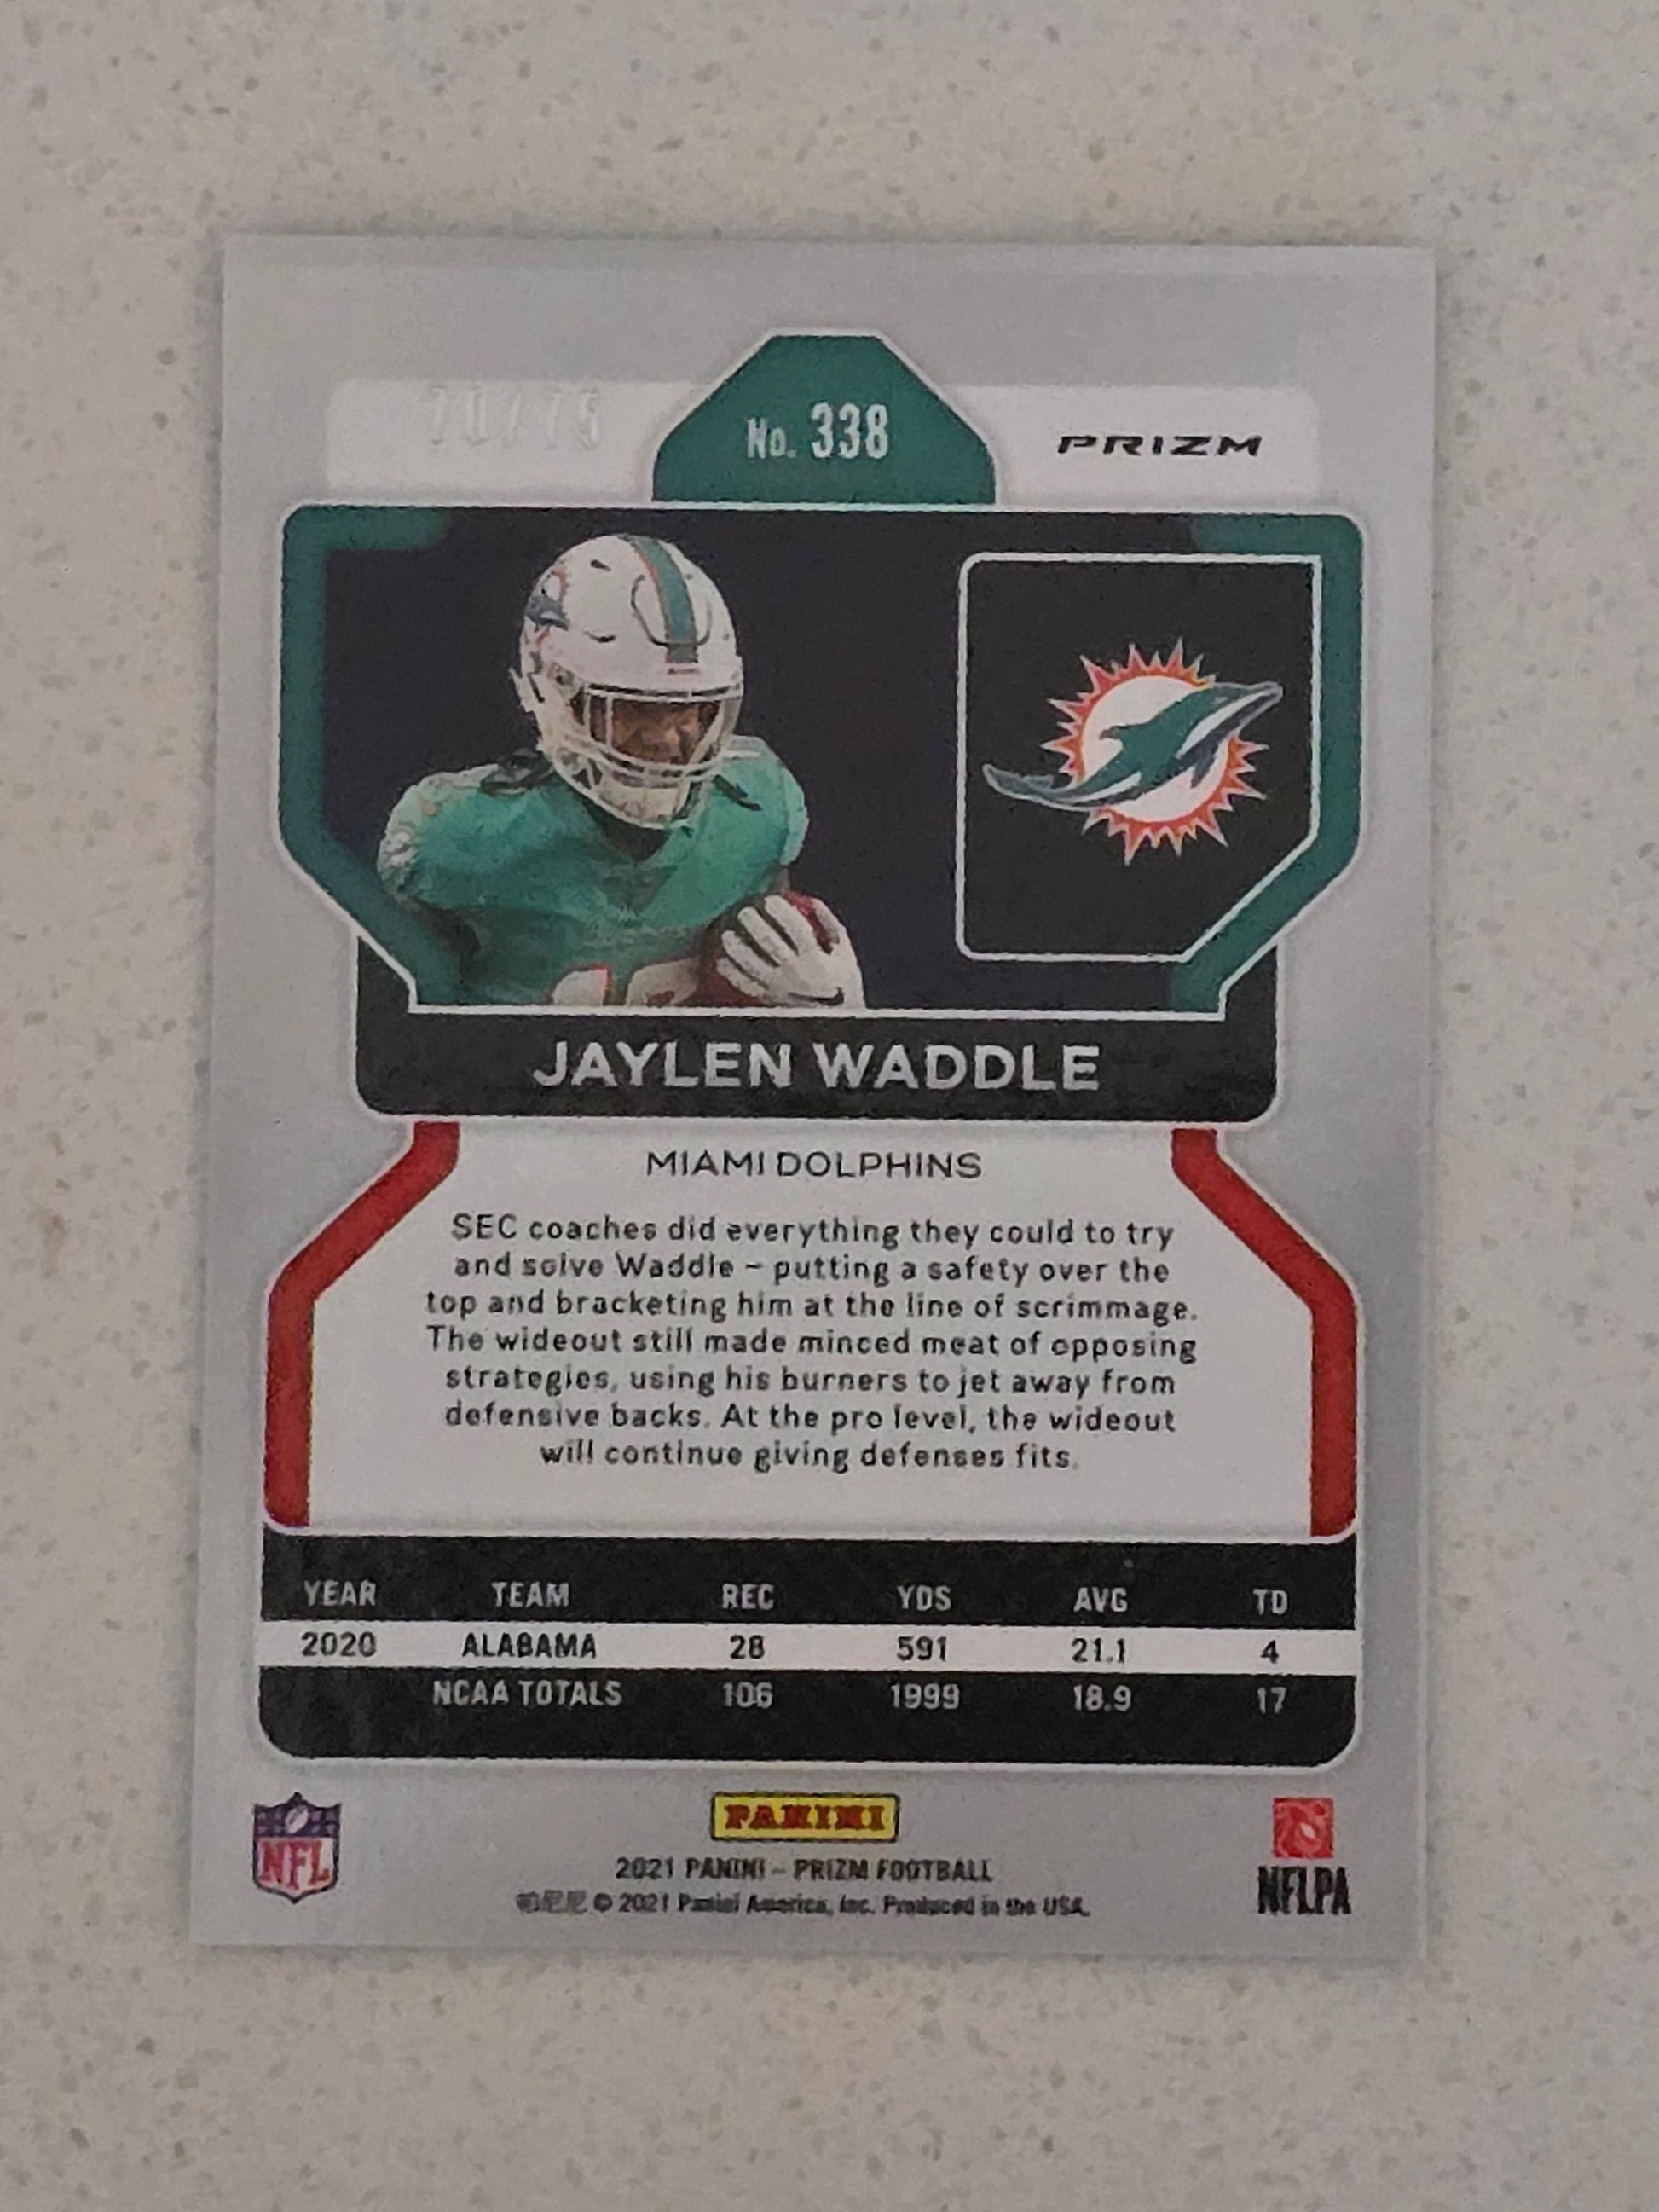 70/75
No. 338
PRIZM
JAYLEN WADDLE
MIAMI DOLPHINS
SEC coaches did everything they could to try
and solve Waddle – putting a safety over the
top and bracketing him at the line of scrimmage.
The wideout still made minced meat of opposing
strategies, using his burners to jet away from
defensive backs. At the pro level, the wideout
will continue giving defenses fits.
YEAR TEAM REC YDS AVG TD
2020 ALABAMA 28 591 21.1 4
NCAA TOTALS 106 1999 18.9 17
NFL
PANINI
NFLPA
2021 PANINI – PRIZM FOOTBALL
帕尼尼 © 2021 Panini America, Inc. Produced in the USA.